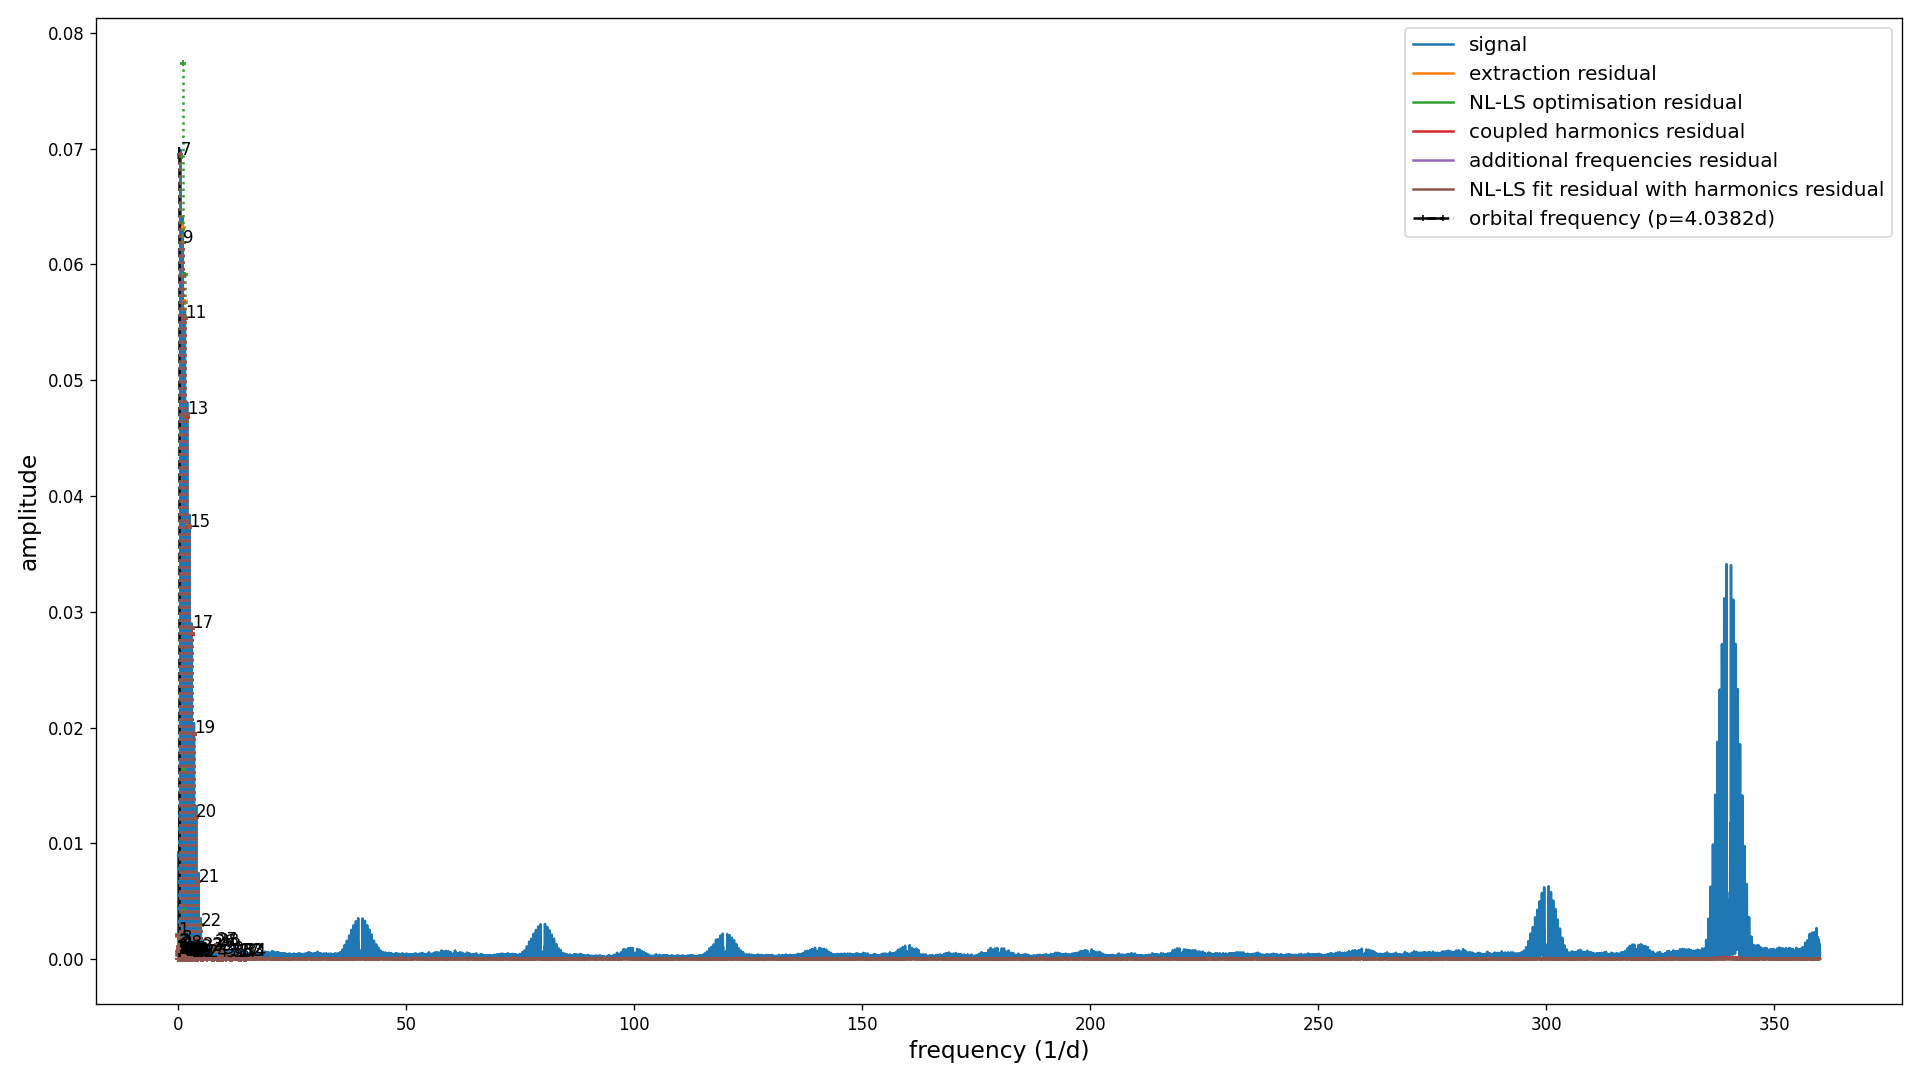 0.08
0.07
0.06
0.05
0.04
0.03
0.02
0.01
0.00
amplitude
7
9
11
13
15
17
19
20
21
22
1
signal
extraction residual
NL-LS optimisation residual
coupled harmonics residual
additional frequencies residual
NL-LS fit residual with harmonics residual
orbital frequency (p=4.0382d)
0 50 100 150 200 250 300 350
frequency (1/d)